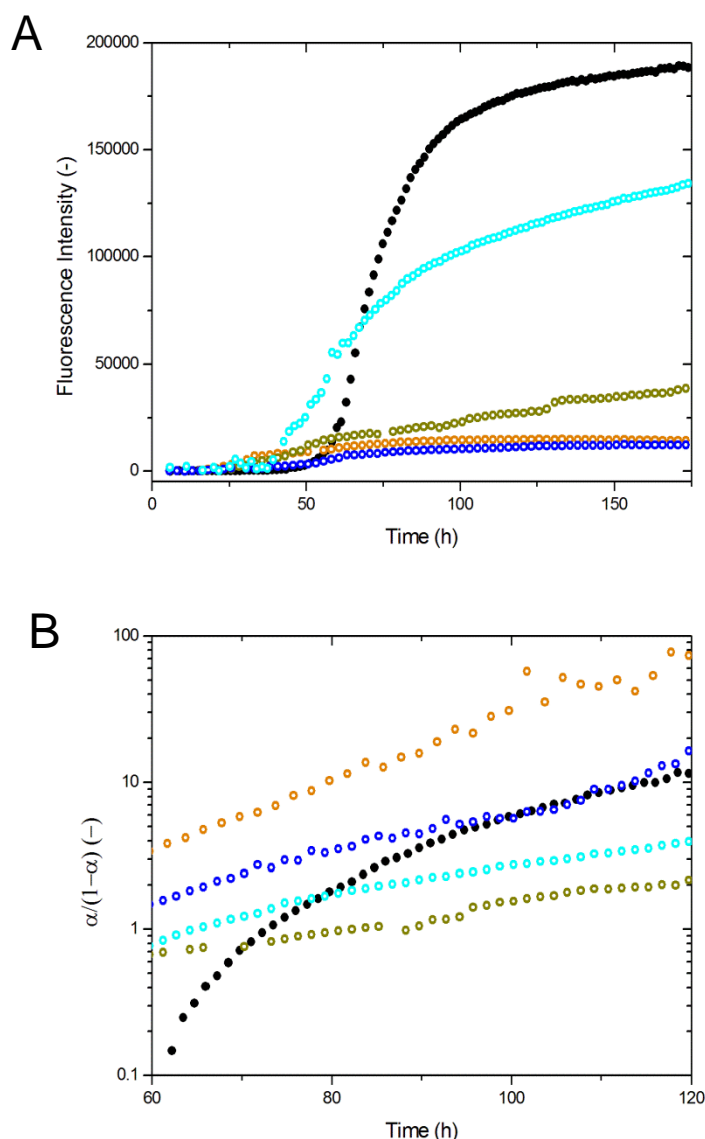 A
200000
150000
100000
50000
0
Fluorescence Intensity (-)
0 50 100 150
Time (h)
B
100
10
1
0.1
α/(1−α) (−)
60 80 100 120
Time (h)